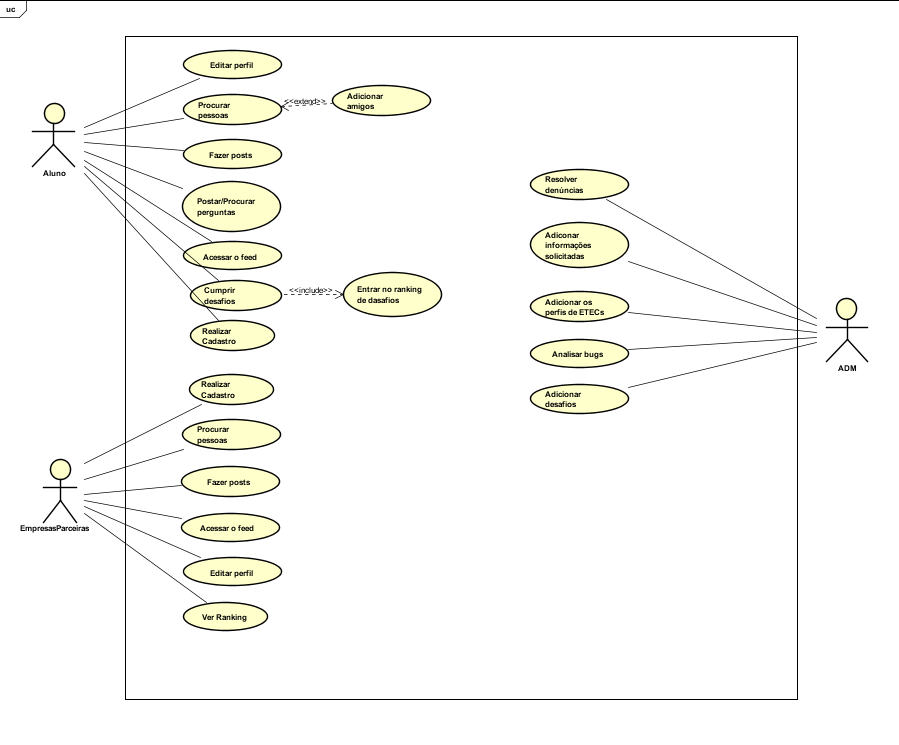 uc
Editar perfil
Procurar
pessoas
<<extend>>
Adicionar
amigos
Fazer posts
Aluno
Postar/Procurar
perguntas
Acessar o feed
Cumprir
desafios
<<include>>
Entrar no ranking
de dasafios
Realizar
Cadastro
Realizar
Cadastro
Procurar
pessoas
Fazer posts
EmpresasParceiras
Acessar o feed
Editar perfil
Ver Ranking
Resolver
denúncias
Adiconar
informações
solicitadas
Adicionar os
perfis de ETECs
Analisar bugs
ADM
Adicionar
desafios